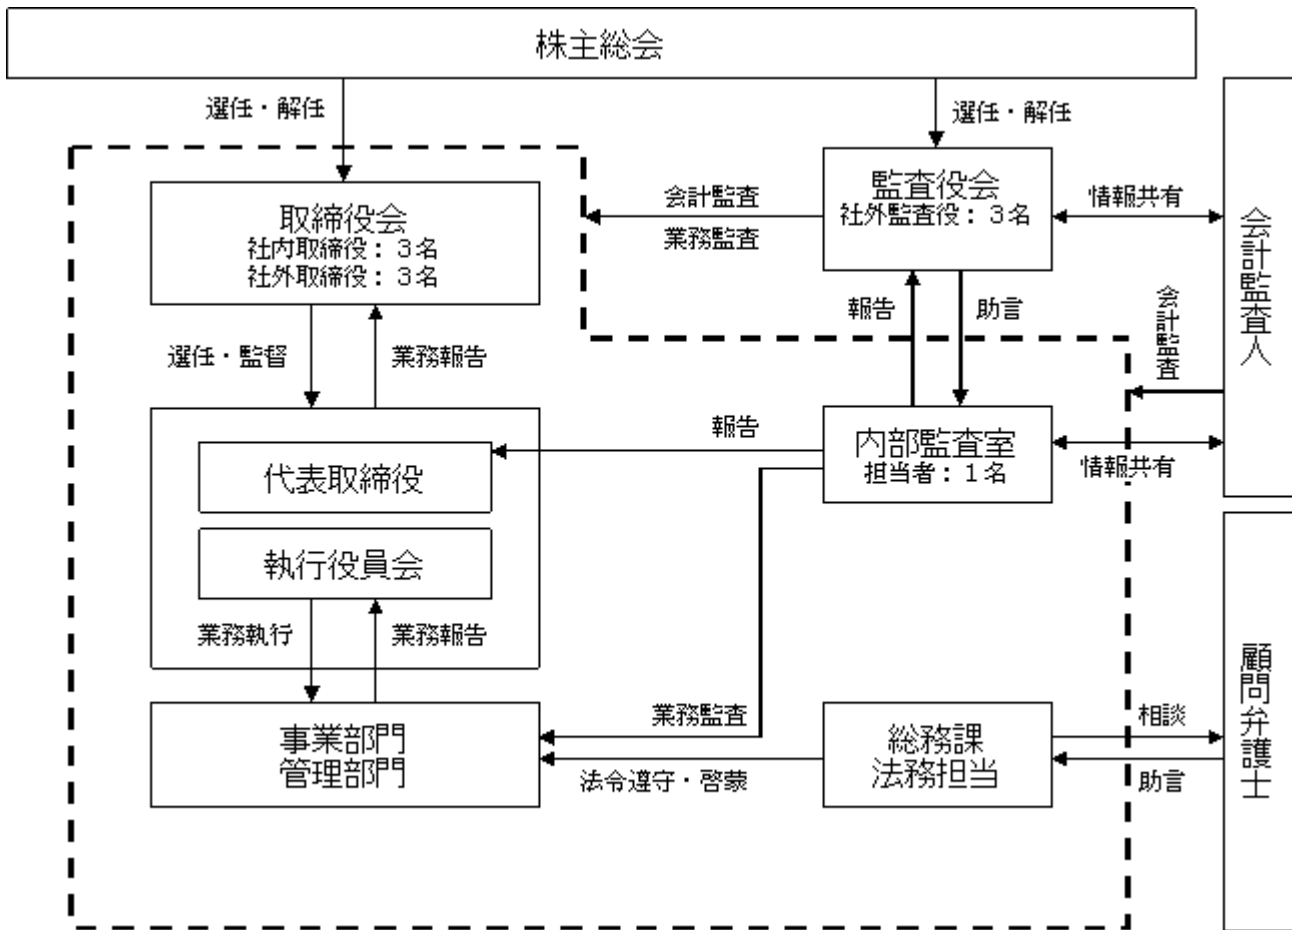 株主総会
選任・解任
選任・解任
取締役会
社内取締役：３名
社外取締役：３名
会計監査
業務監査
監査役会
社外監査役：３名
情報共有
会計監査人
報告
助言
会計監査
選任・監督
業務報告
代表取締役
報告
内部監査室
担当者：１名
情報共有
執行役員会
業務執行
業務報告
顧問弁護士
事業部門
管理部門
業務監査
法令遵守・啓蒙
総務課
法務担当
相談
助言